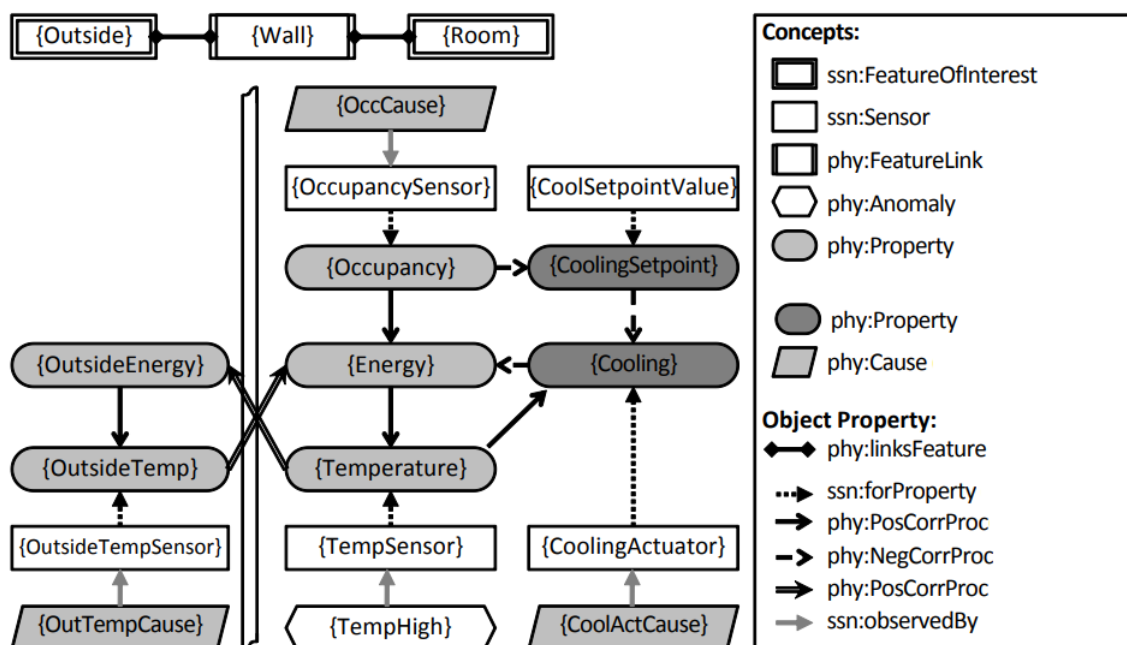 {Outside} {Wall} {Room}
{OccCause}
{OccupancySensor} {CoolSetpointValue}
{Occupancy} {CoolingSetpoint}
{OutsideEnergy} {Energy} {Cooling}
{OutsideTemp} {Temperature}
{OutsideTempSensor} {TempSensor} {CoolingActuator}
{OutTempCause} {TempHigh} {CoolActCause}
Concepts:
ssn:FeatureOfInterest
ssn:Sensor
phy:FeatureLink
phy:Anomaly
phy:Property
phy:Property
phy:Cause
Object Property:
phy:linksFeature
ssn:forProperty
phy:PosCorrProc
phy:NegCorrProc
phy:PosCorrProc
ssn:observedBy